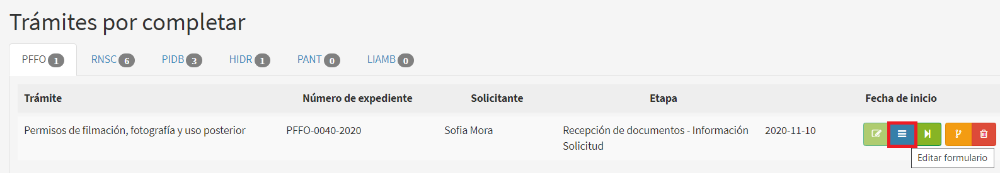 Trámites por completar
PFFO 1 RNSC 6 PIDB 3 HIDR 1 PANT 0 LIAMB 0
Trámite Número de expediente Solicitante Etapa Fecha de inicio
Permisos de filmación, fotografía y uso posterior PFFO-0040-2020 Sofia Mora Recepción de documentos - Información 2020-11-10
Solicitud
Editar formulario